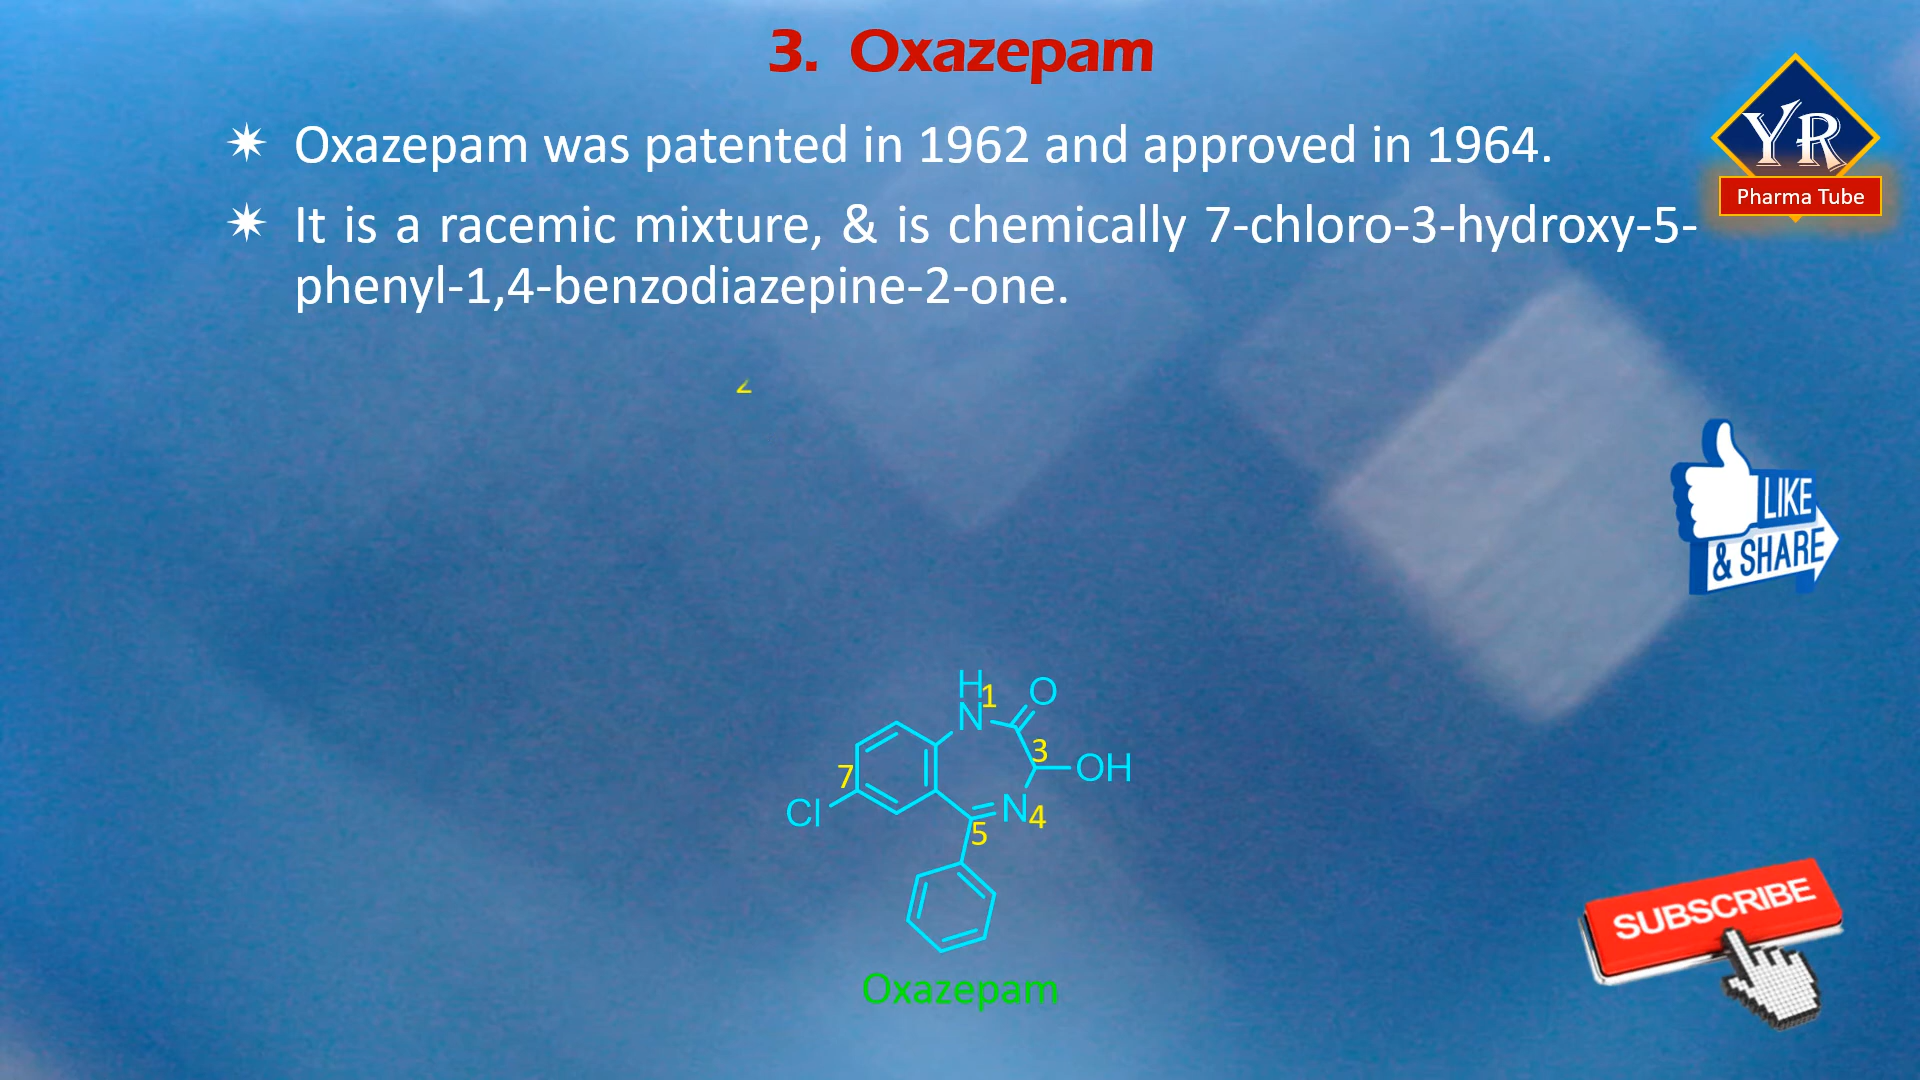 3. Oxazepam
Oxazepam was patented in 1962 and approved in 1964.
It is a racemic mixture, & is chemically 7-chloro-3-hydroxy-5-
phenyl-1,4-benzodiazepine-2-one.
YR
Pharma Tube
LIKE
& SHARE
H
N
1
O
3
OH
7
Cl
N
4
5
SUBSCRIBE
Oxazepam